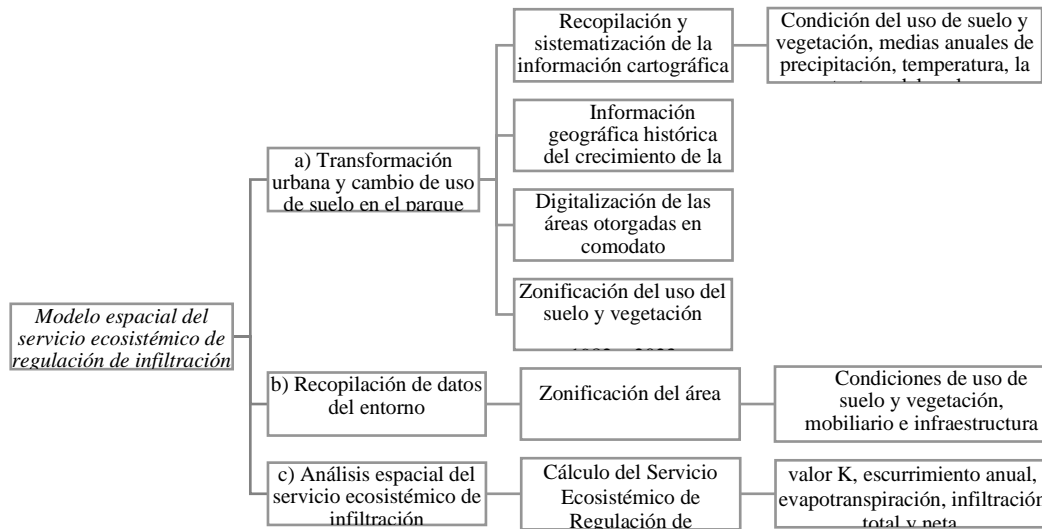 Modelo espacial del
servicio ecosistémico de
regulación de infiltración
a) Transformación
urbana y cambio de uso
de suelo en el parque
Recopilación y
sistematización de la
información cartográfica
Condición del uso de suelo y
vegetación, medias anuales de
precipitación, temperatura, la
Información
geográfica histórica
del crecimiento de la
Digitalización de las
áreas otorgadas en
comodato
Zonificación del uso del
suelo y vegetación
b) Recopilación de datos
del entorno
Zonificación del área
Condiciones de uso de
suelo y vegetación,
mobiliario e infraestructura
c) Análisis espacial del
servicio ecosistémico de
infiltración
Cálculo del Servicio
Ecosistémico de
Regulación de
valor K, escurrimiento anual,
evapotranspiración, infiltración
total y neta